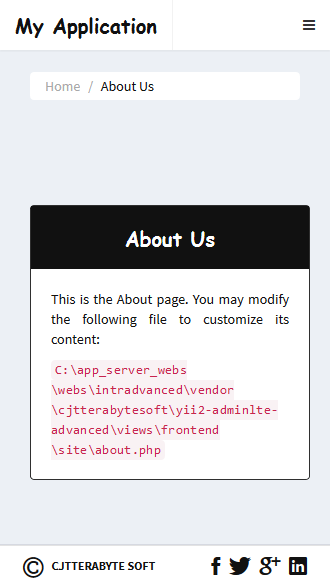 My Application
Home / About Us
About Us
This is the About page. You may modify
the following file to customize its
content:
C:\app_server_webs
\webs\intradvanced\vendor
\cjtterabytesoft\yii2-adminlte-
advanced\views\frontend
\site\about.php
© CJTTERABYTE SOFT